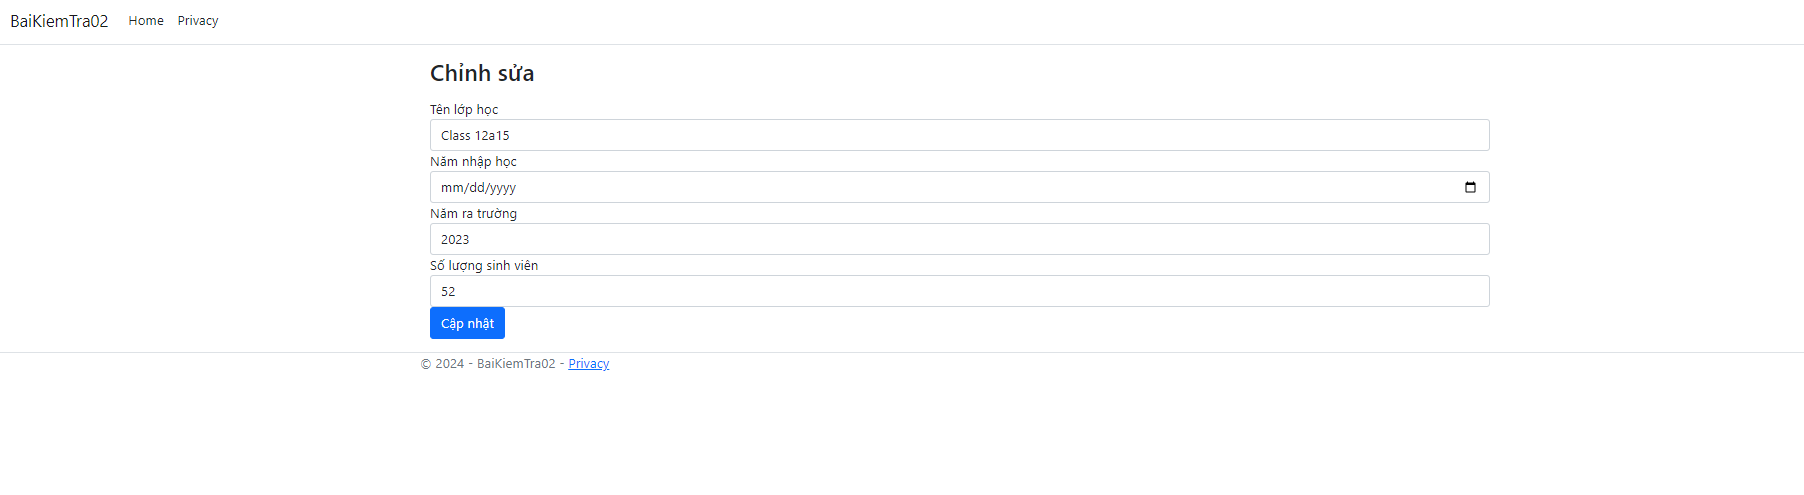 BaiKiemTra02 Home Privacy
Chỉnh sửa
Tên lớp học
Class 12a15
Năm nhập học
mm/dd/yyyy
Năm ra trường
2023
Số lượng sinh viên
52
Cập nhật
© 2024 - BaiKiemTra02 - Privacy